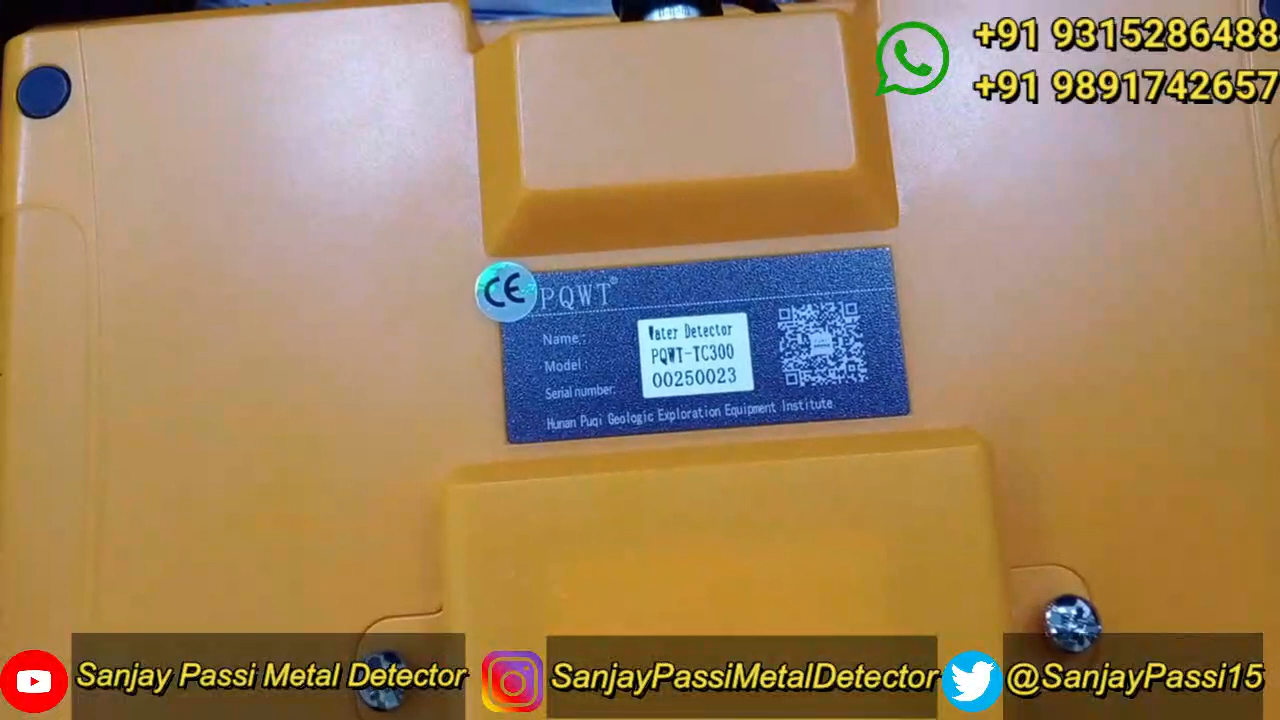 +91 9315286488
+91 9891742657
CE
PQWT
Name: Water Detector
Model: PQWT-TC300
Serial number: 00250023
Hunan Puqi Geologic Exploration Equipment Institute
Sanjay Passi Metal Detector
SanjayPassiMetalDetector
@SanjayPassi15